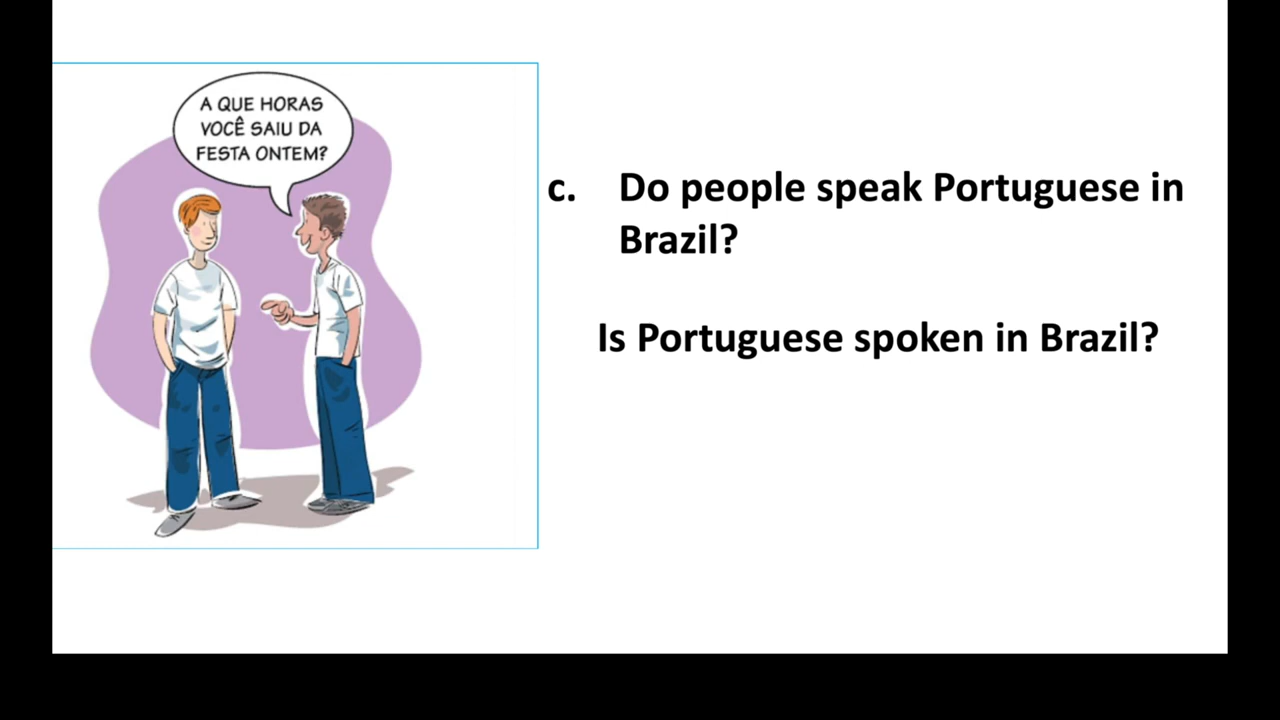 A QUE HORAS
VOCÊ SAIU DA
FESTA ONTEM?
c. Do people speak Portuguese in
Brazil?
Is Portuguese spoken in Brazil?